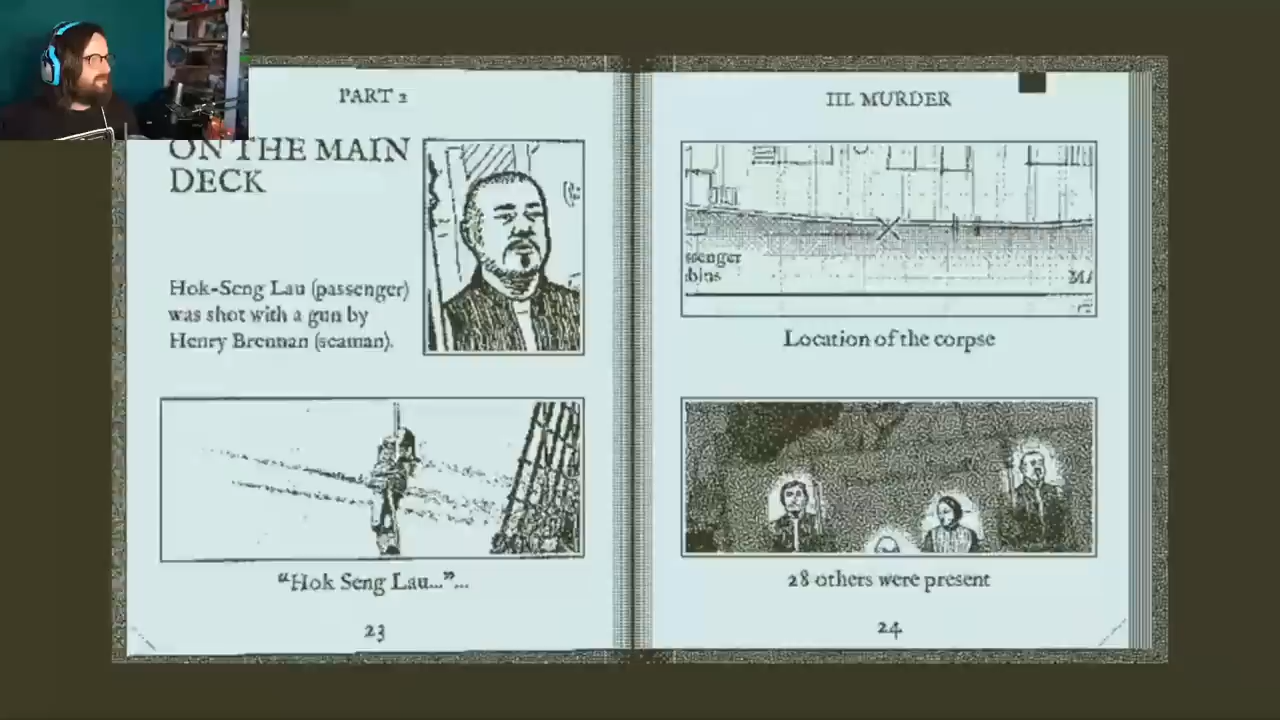 PART 2
ON THE MAIN
DECK
Hok-Seng Lau (passenger)
was shot with a gun by
Henry Brennan (seaman).
“Hok Seng Lau...”...
23
III. MURDER
Location of the corpse
28 others were present
24